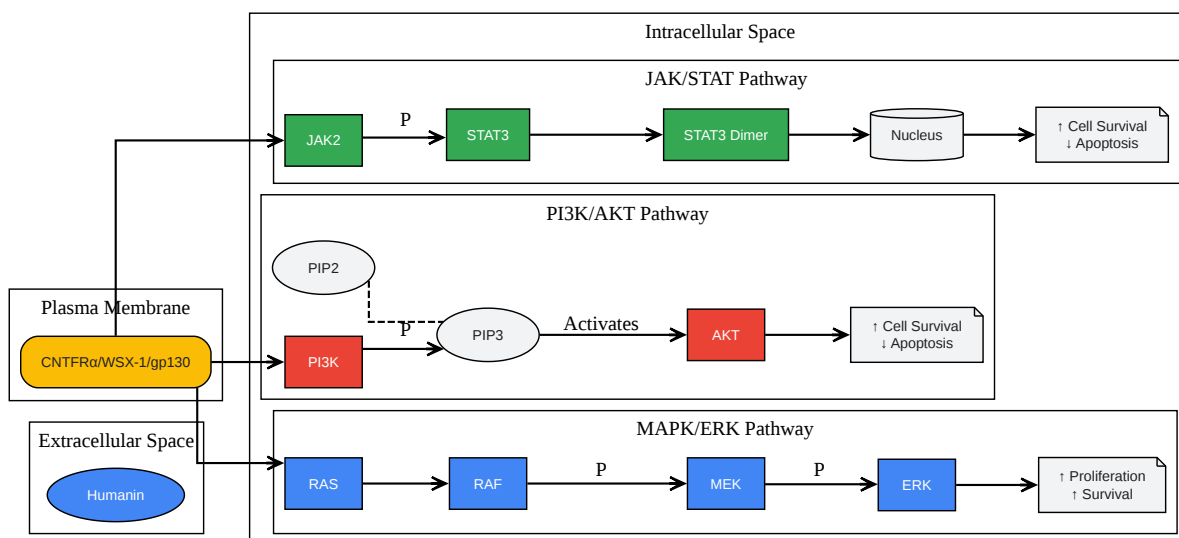 Intracellular Space
JAK/STAT Pathway
JAK2
P
STAT3
STAT3 Dimer
Nucleus
↑ Cell Survival
↓ Apoptosis
PI3K/AKT Pathway
PIP2
PI3K
P
PIP3
Activates
AKT
↑ Cell Survival
↓ Apoptosis
Plasma Membrane
CNTFRα/WSX-1/gp130
Extracellular Space
Humanin
MAPK/ERK Pathway
RAS
RAF
P
MEK
P
ERK
↑ Proliferation
↑ Survival